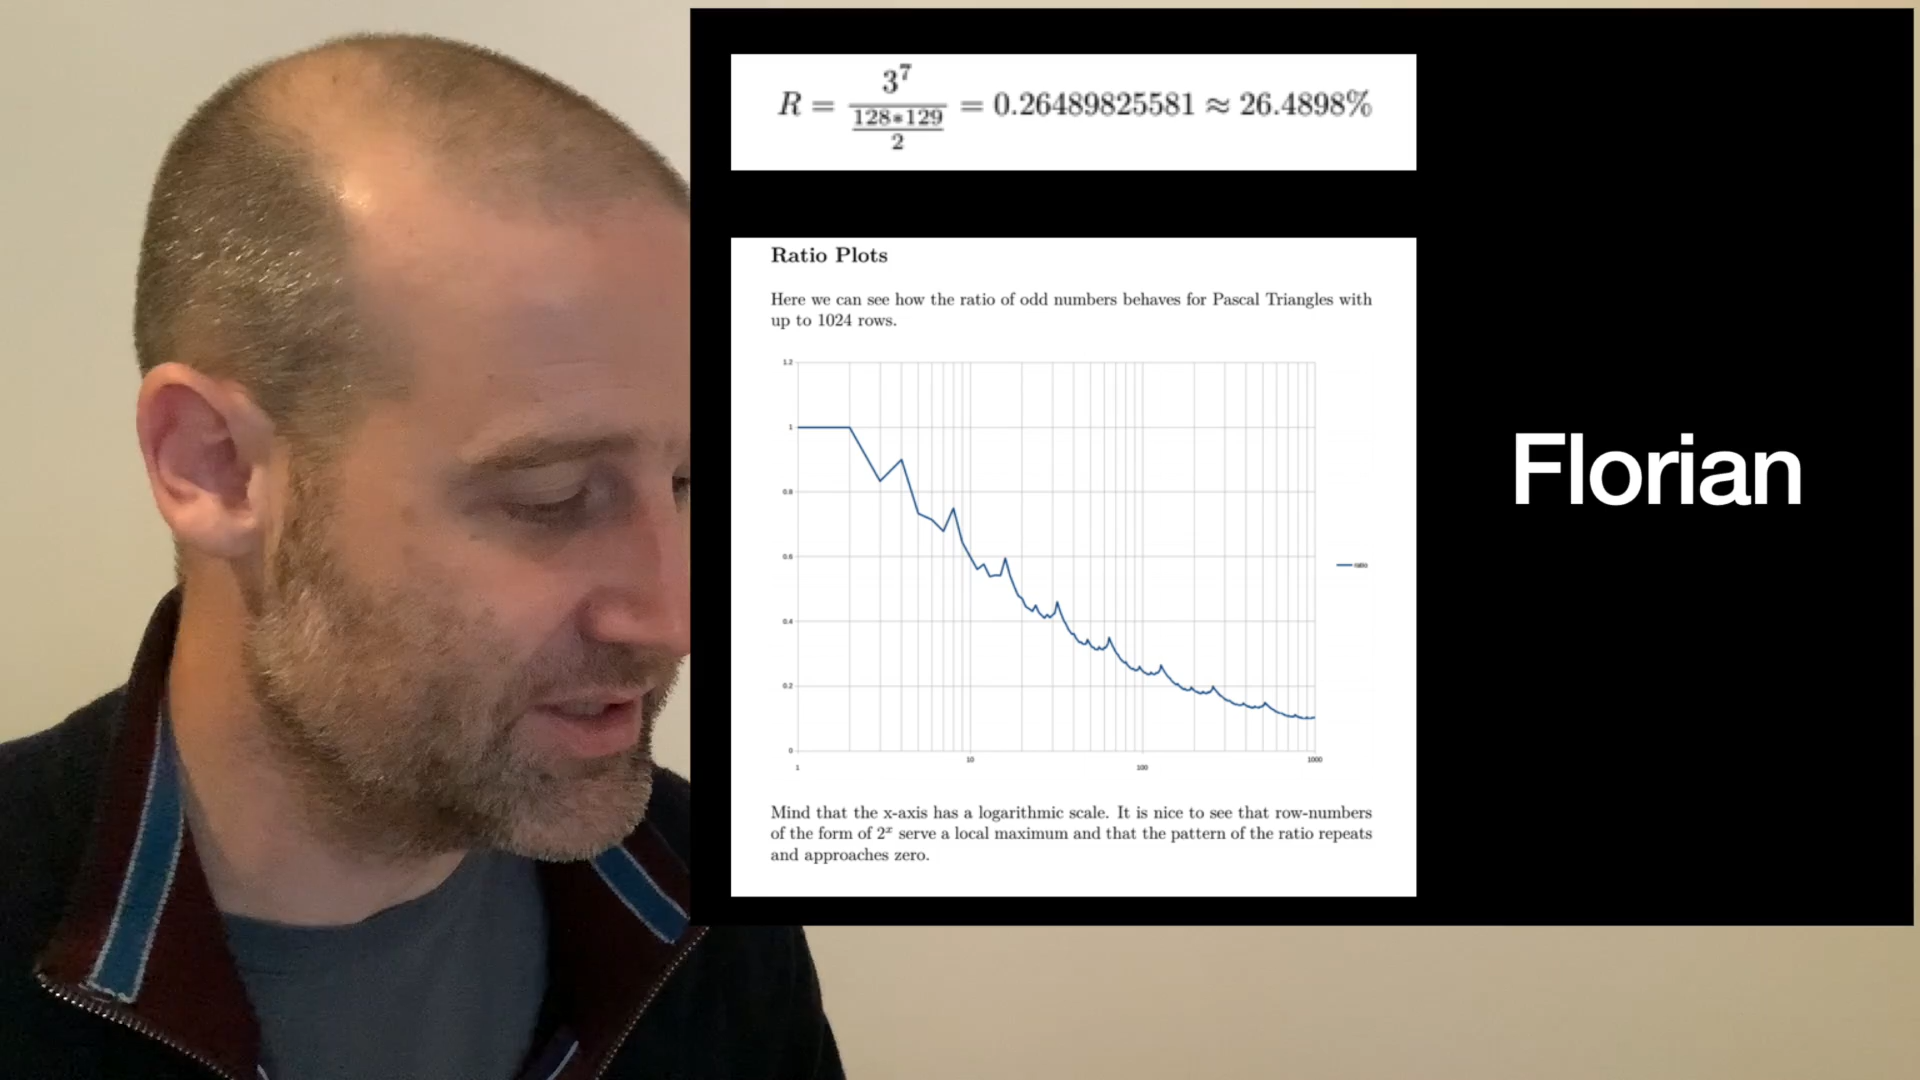 R = 3^7 / (128*129 / 2) = 0.26489825581 ≈ 26.4898%
Ratio Plots
Here we can see how the ratio of odd numbers behaves for Pascal Triangles with
up to 1024 rows.
1.2
1
0.8
0.6
0.4
0.2
0
1
10
100
1000
ratio
Mind that the x-axis has a logarithmic scale. It is nice to see that row-numbers
of the form of 2^x serve a local maximum and that the pattern of the ratio repeats
and approaches zero.
Florian